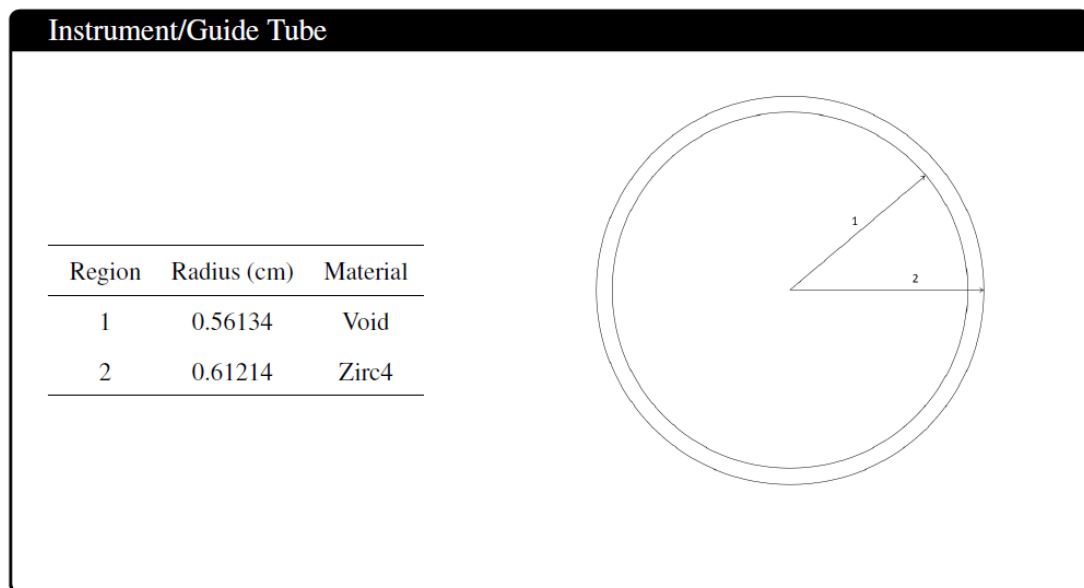 Instrument/Guide Tube
Region Radius (cm) Material
1 0.56134 Void
2 0.61214 Zirc4
1
2